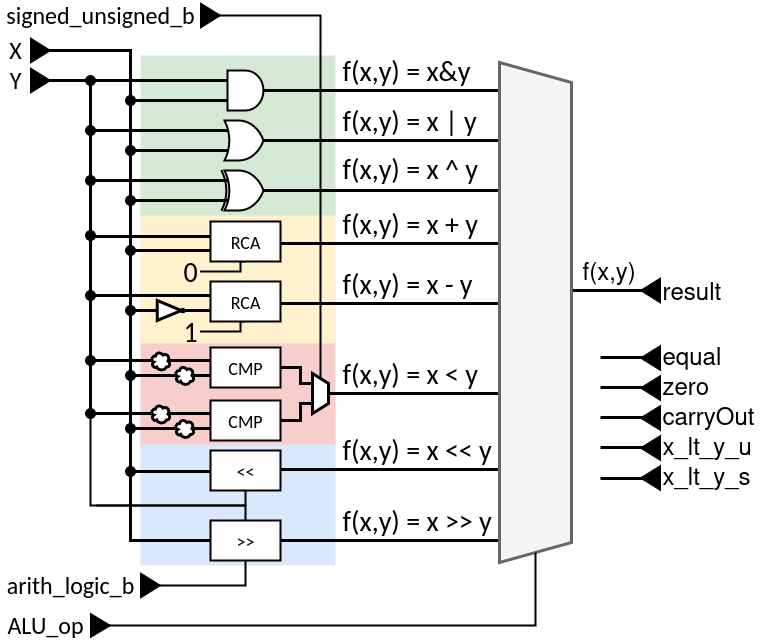 signed_unsigned_b
X
Y
f(x,y) = x&y
f(x,y) = x | y
f(x,y) = x ^ y
RCA
f(x,y) = x + y
0
RCA
f(x,y) = x - y
1
CMP
f(x,y) = x < y
CMP
<<
f(x,y) = x << y
>>
f(x,y) = x >> y
f(x,y)
result
equal
zero
carryOut
x_lt_y_u
x_lt_y_s
arith_logic_b
ALU_op